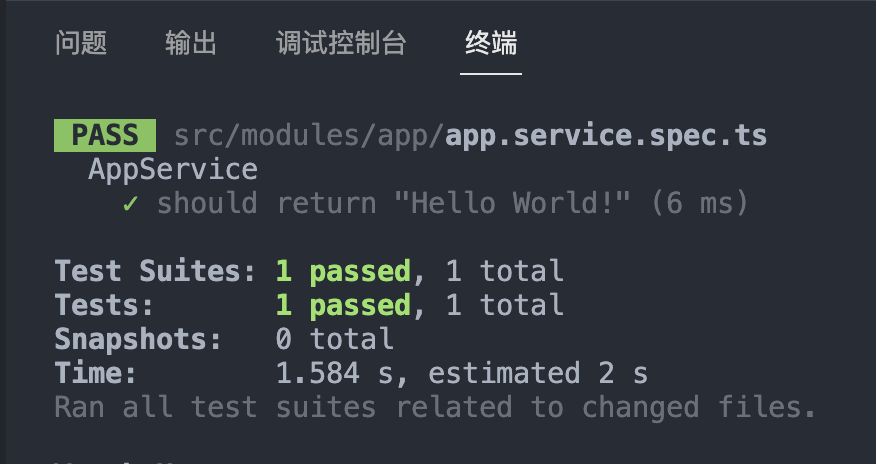 问题 输出 调试控制台 终端
PASS src/modules/app/app.service.spec.ts
AppService
✓ should return "Hello World!" (6 ms)
Test Suites: 1 passed, 1 total
Tests: 1 passed, 1 total
Snapshots: 0 total
Time: 1.584 s, estimated 2 s
Ran all test suites related to changed files.